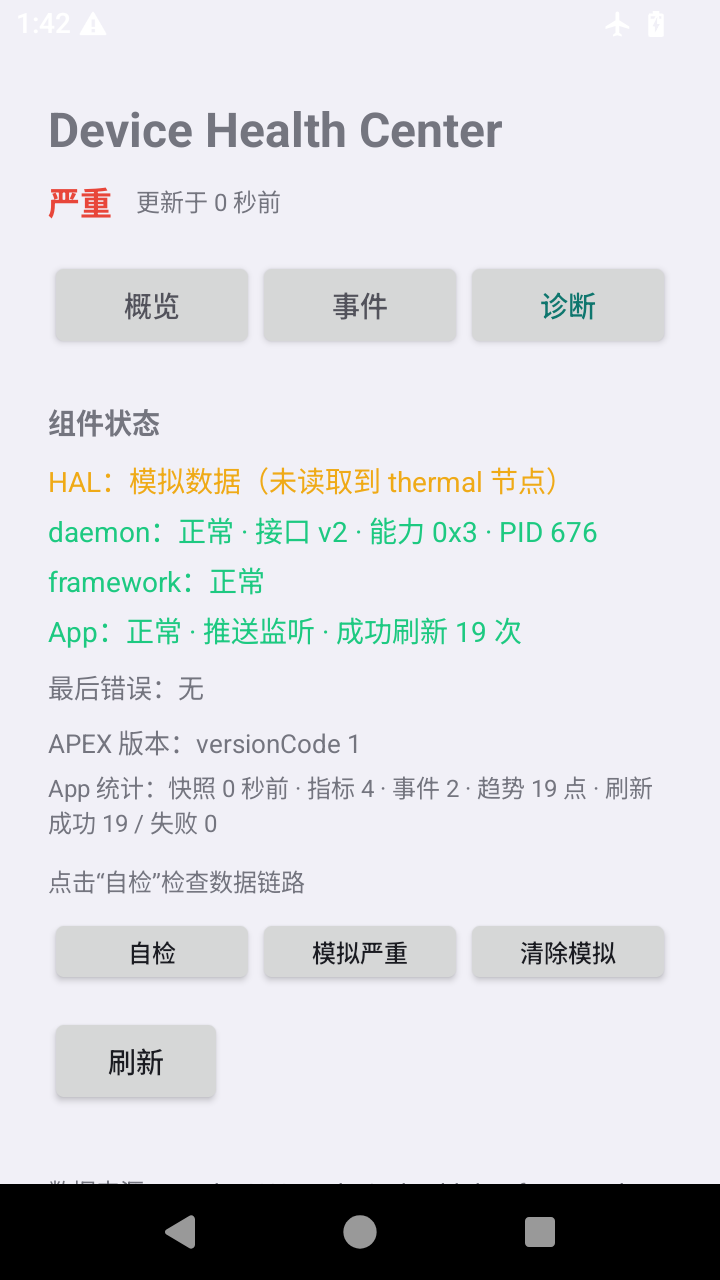 1:42
Device Health Center
严重 更新于 0 秒前
概览 事件 诊断
组件状态
HAL：模拟数据（未读取到 thermal 节点）
daemon：正常 · 接口 v2 · 能力 0x3 · PID 676
framework：正常
App：正常 · 推送监听 · 成功刷新 19 次
最后错误：无
APEX 版本：versionCode 1
App 统计：快照 0 秒前 · 指标 4 · 事件 2 · 趋势 19 点 · 刷新
成功 19 / 失败 0
点击“自检”检查数据链路
自检 模拟严重 清除模拟
刷新